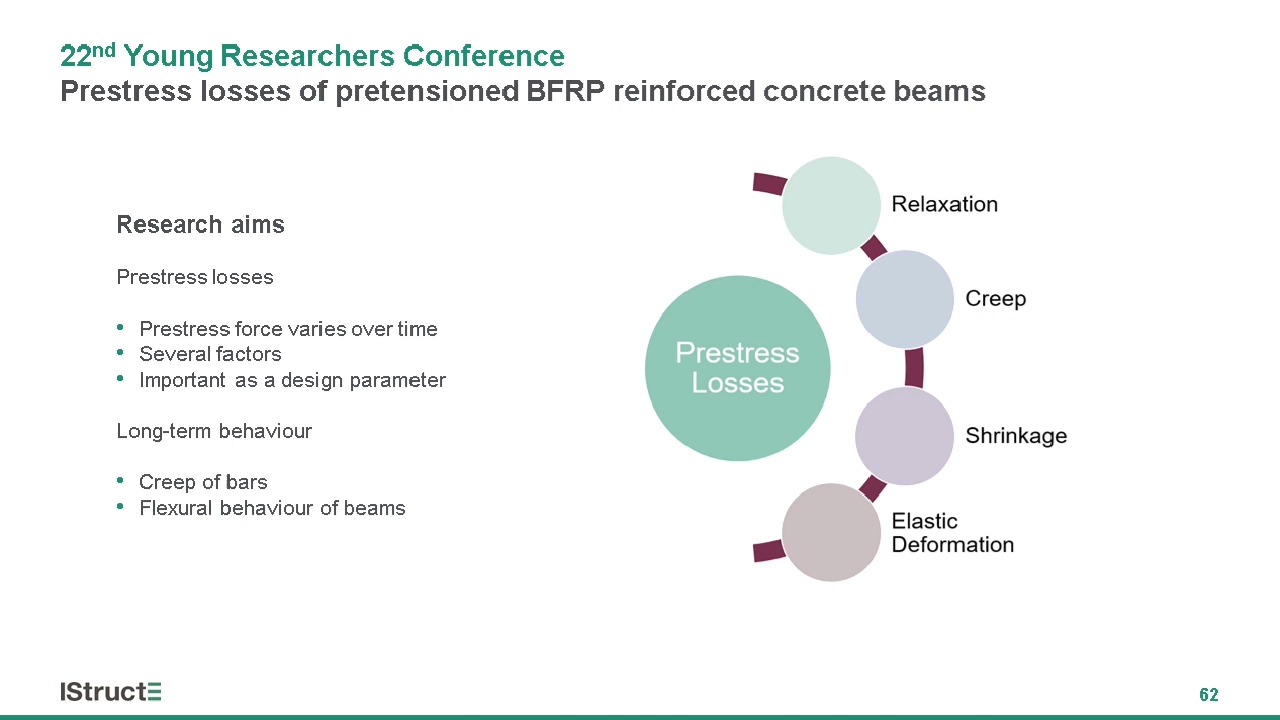 22nd Young Researchers Conference
Prestress losses of pretensioned BFRP reinforced concrete beams
Research aims
Prestress losses
• Prestress force varies over time
• Several factors
• Important as a design parameter
Long-term behaviour
• Creep of bars
• Flexural behaviour of beams
Prestress
Losses
Relaxation
Creep
Shrinkage
Elastic
Deformation
IStructE
62